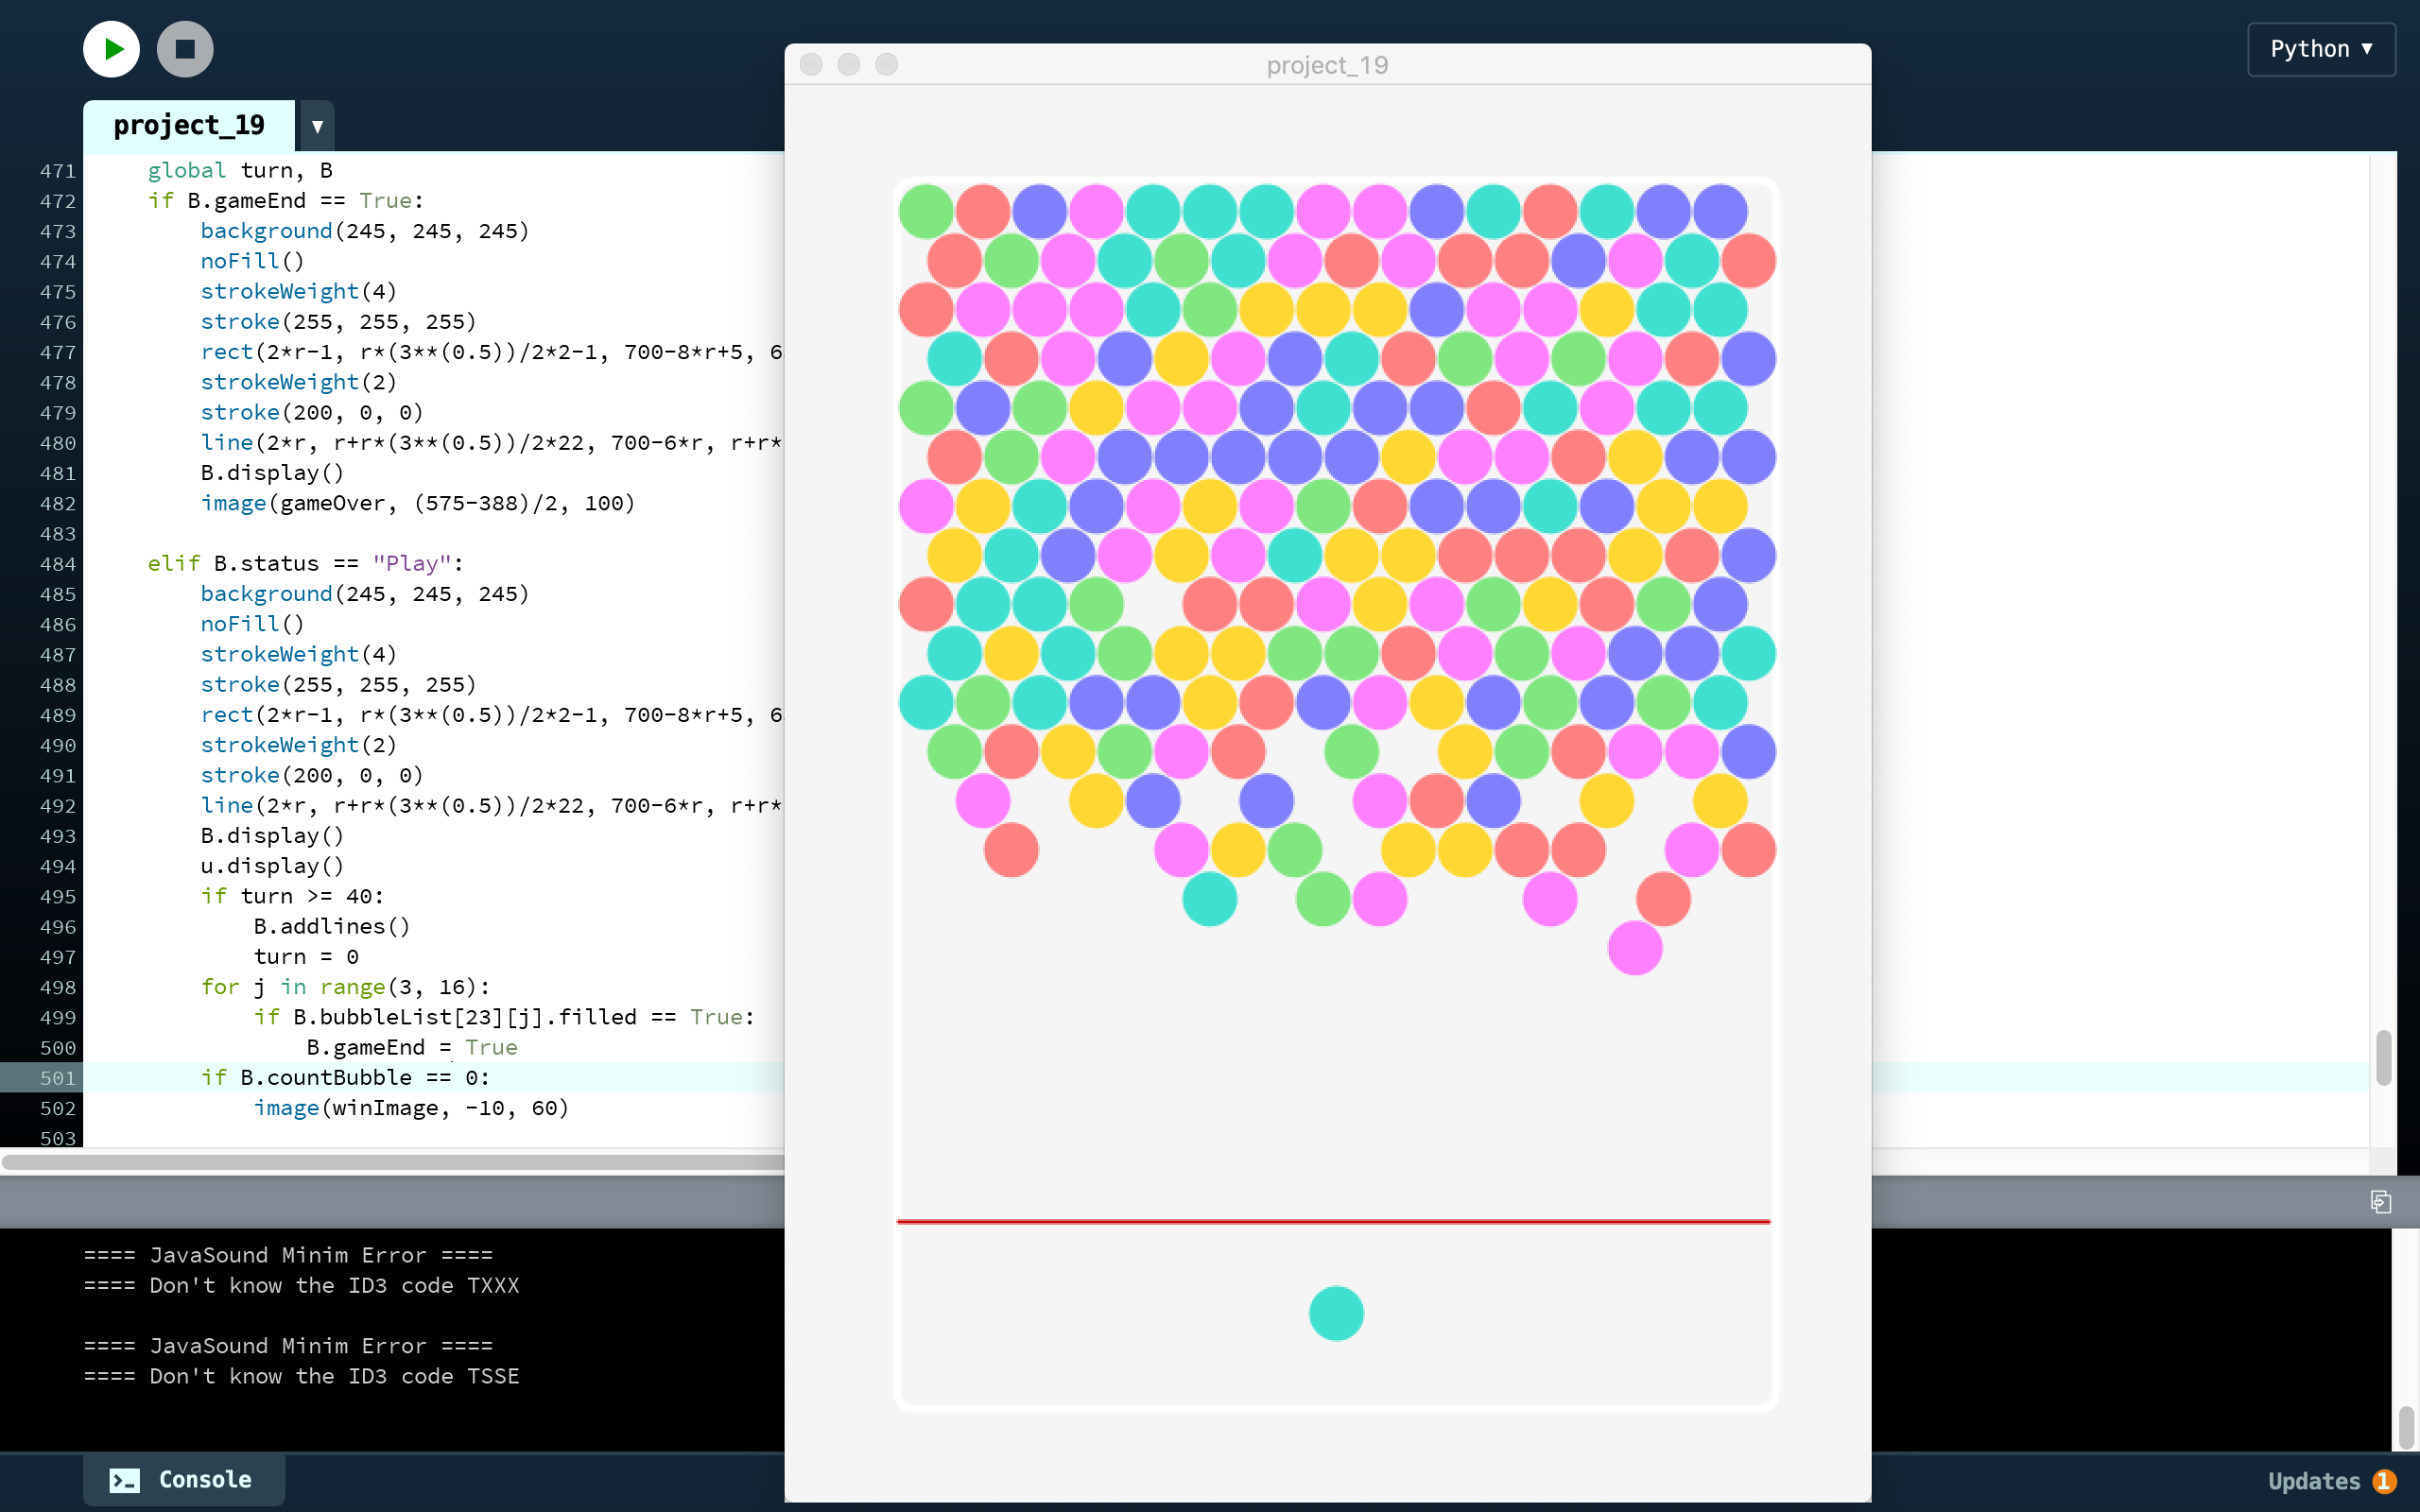 project_19
Python ▼
project_19 ▼
471 global turn, B
472 if B.gameEnd == True:
473 background(245, 245, 245)
474 noFill()
475 strokeWeight(4)
476 stroke(255, 255, 255)
477 rect(2*r-1, r*(3**(0.5))/2*2-1, 700-8*r+5, 6
478 strokeWeight(2)
479 stroke(200, 0, 0)
480 line(2*r, r+r*(3**(0.5))/2*22, 700-6*r, r+r*
481 B.display()
482 image(gameOver, (575-388)/2, 100)
483
484 elif B.status == "Play":
485 background(245, 245, 245)
486 noFill()
487 strokeWeight(4)
488 stroke(255, 255, 255)
489 rect(2*r-1, r*(3**(0.5))/2*2-1, 700-8*r+5, 6
490 strokeWeight(2)
491 stroke(200, 0, 0)
492 line(2*r, r+r*(3**(0.5))/2*22, 700-6*r, r+r*
493 B.display()
494 u.display()
495 if turn >= 40:
496 B.addlines()
497 turn = 0
498 for j in range(3, 16):
499 if B.bubbleList[23][j].filled == True:
500 B.gameEnd = True
501 if B.countBubble == 0:
502 image(winImage, -10, 60)
503
==== JavaSound Minim Error ====
==== Don't know the ID3 code TXXX
==== JavaSound Minim Error ====
==== Don't know the ID3 code TSSE
Console
Updates 1